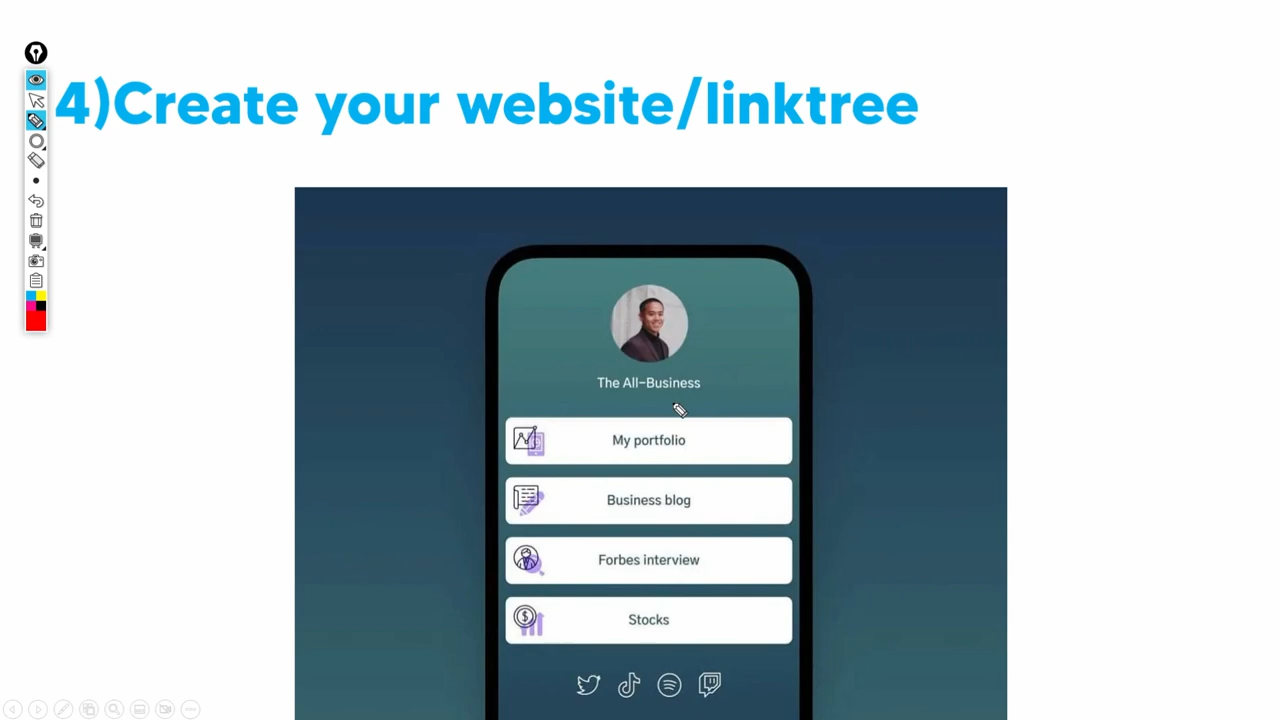 4)Create your website/linktree
The All-Business
My portfolio
Business blog
Forbes interview
Stocks